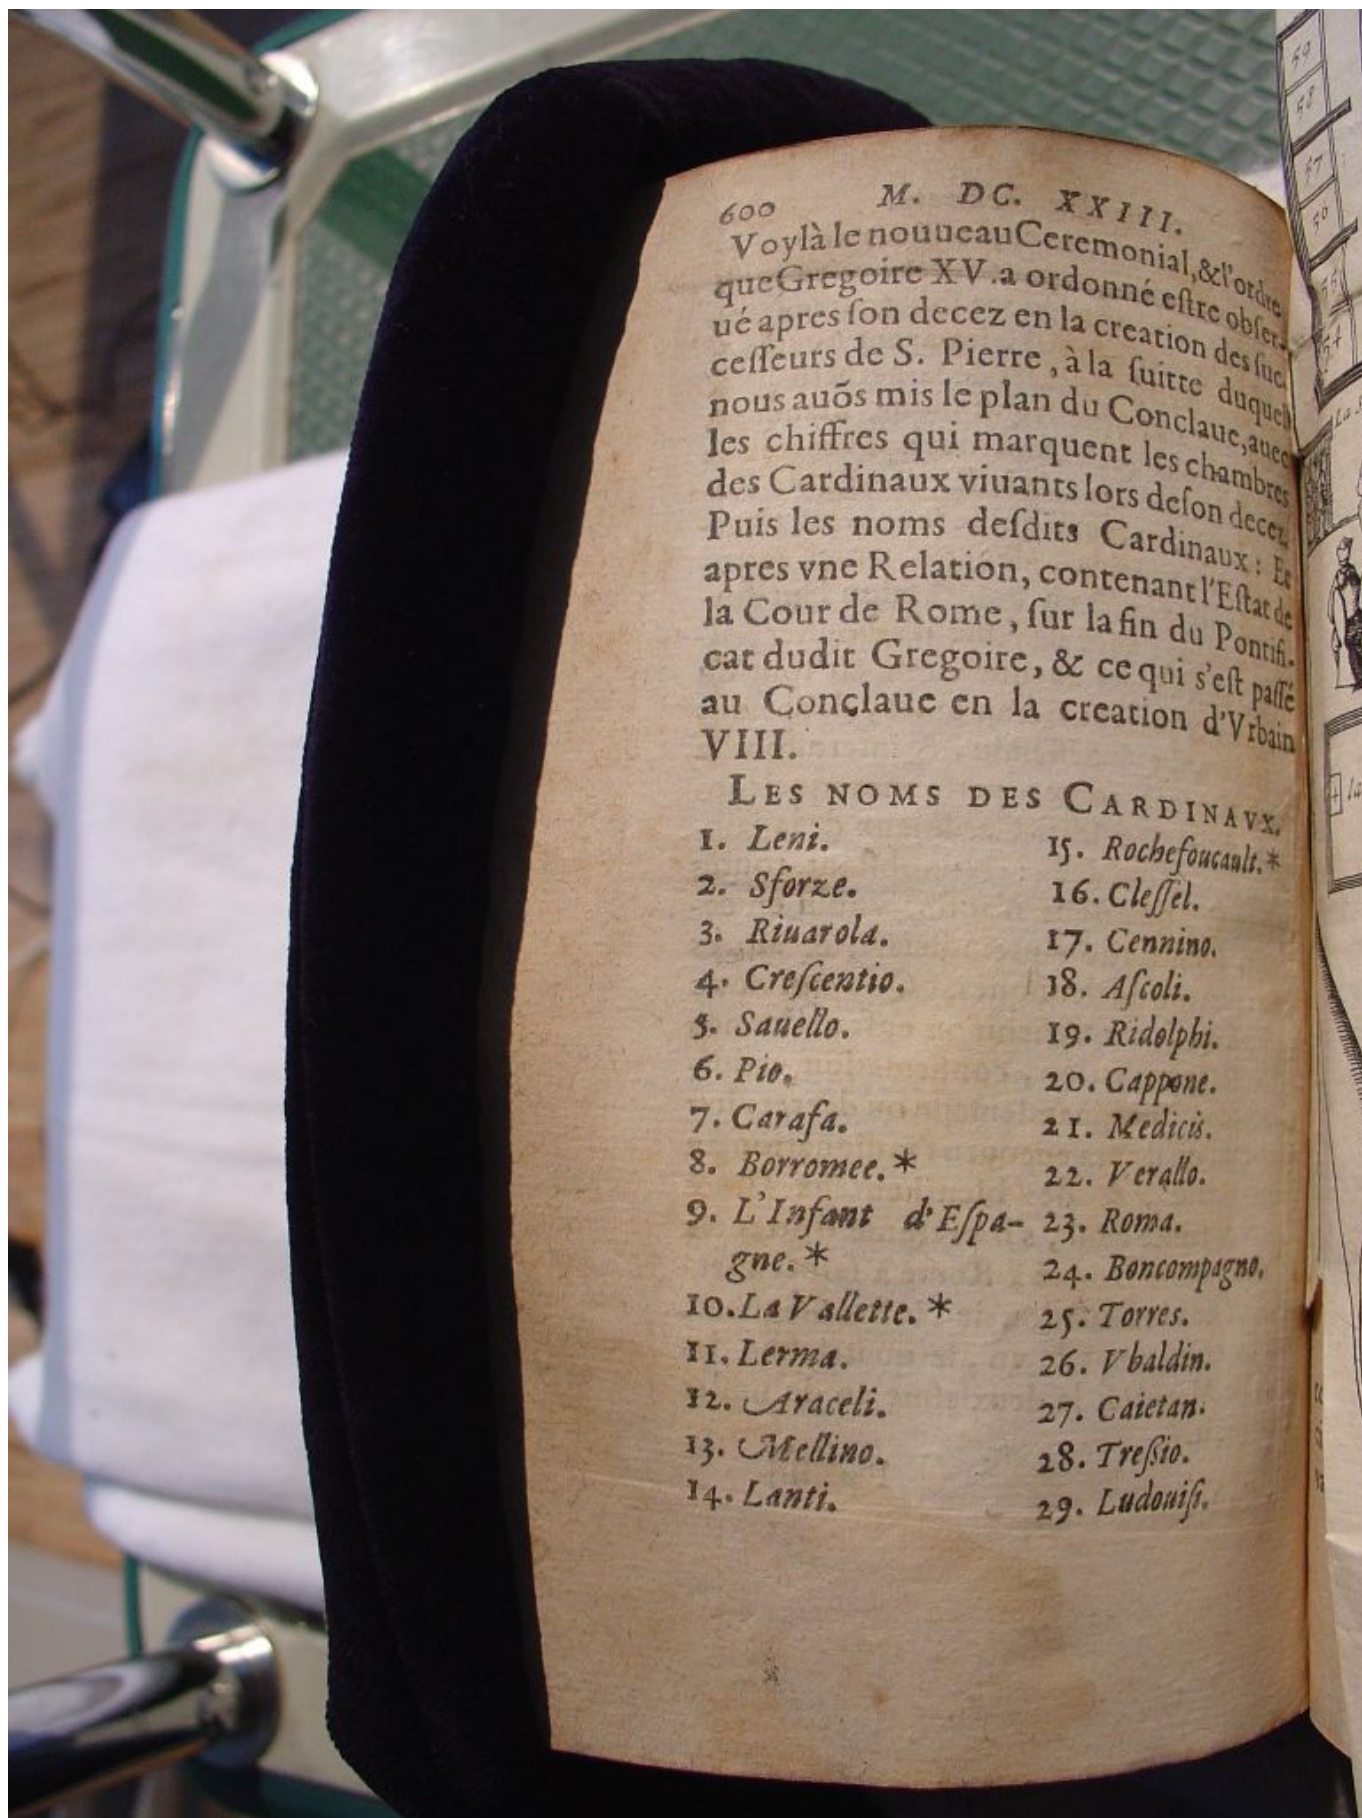 600 M. DC. XXIII.
Voylà le nouueau Ceremonial, & l'ordre
que Gregoire XV. a ordonné eſtre obſer-
ué apres ſon decez en la creation des ſuc-
ceſſeurs de S. Pierre, à la ſuitte duquel
nous auõs mis le plan du Conclaue, auec
les chiffres qui marquent les chambres
des Cardinaux viuants lors de ſon decez.
Puis les noms deſdits Cardinaux : Et
apres vne Relation, contenant l'Eſtat de
la Cour de Rome, ſur la fin du Pontifi-
cat dudit Gregoire, & ce qui s'eſt paſſé
au Conclaue en la creation d'Vrbain
VIII.
LES NOMS DES CARDINAVX.
1. Leni.
2. Sforze.
3. Riuarola.
4. Creſcentio.
5. Sauello.
6. Pio.
7. Carafa.
8. Borromee.*
9. L'Infant d'Eſpa-
gne.*
10. La Vallette.*
11. Lerma.
12. Araceli.
13. Mellino.
14. Lanti.
15. Rochefoucault.*
16. Cleſſel.
17. Cennino.
18. Aſcoli.
19. Ridolphi.
20. Cappone.
21. Medicis.
22. Verallo.
23. Roma.
24. Boncompagno.
25. Torres.
26. Vbaldin.
27. Caietan.
28. Treſſio.
29. Ludouiſi.
59
58
57
54